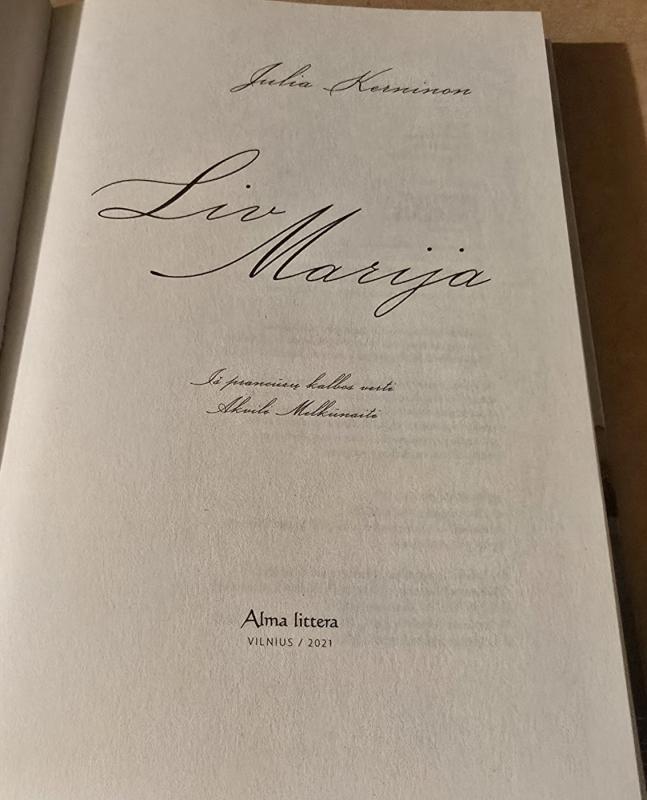 Julia Kerninon
Liv
Marija
Iš prancūzų kalbos vertė
Akvilė Melkūnaitė
Alma littera
VILNIUS / 2021